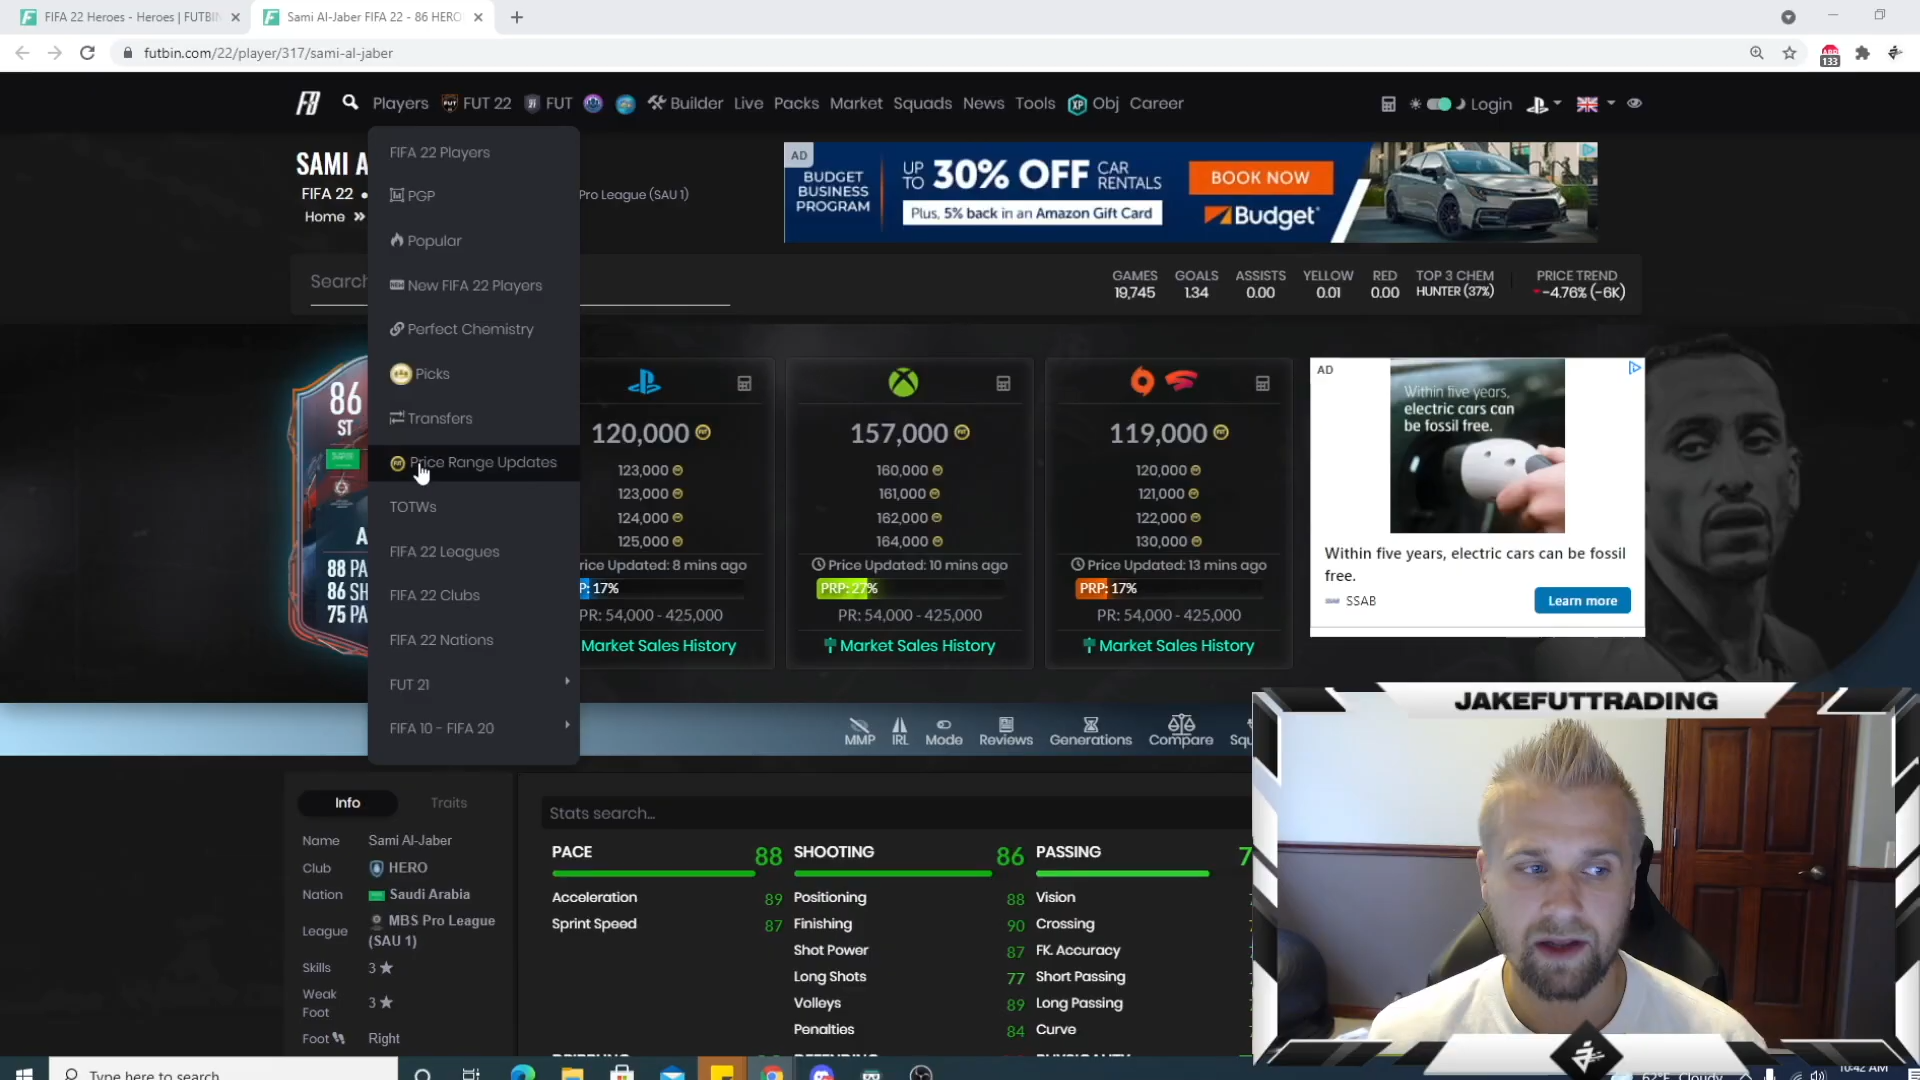 FIFA 22 Heroes - Heroes | FUTBIN
Sami Al-Jaber FIFA 22 - 86 HERO
futbin.com/22/player/317/sami-al-jaber
133
Players FUT 22 FUT Builder Live Packs Market Squads News Tools Obj Career
Login
SAMI A
FIFA 22
Pro League (SAU 1)
Home »
FIFA 22 Players
PGP
Popular
New FIFA 22 Players
Perfect Chemistry
Picks
Transfers
Price Range Updates
TOTWs
FIFA 22 Leagues
FIFA 22 Clubs
FIFA 22 Nations
FUT 21
FIFA 10 - FIFA 20
AD
BUDGET
BUSINESS
PROGRAM
UP TO 30% OFF CAR RENTALS
Plus, 5% back in an Amazon Gift Card
BOOK NOW
Budget
Search
GAMES GOALS ASSISTS YELLOW RED TOP 3 CHEM PRICE TREND
19,745 1.34 0.00 0.01 0.00 HUNTER (37%) -4.76% (-6K)
86
ST
A
88 PA
86 SH
75 PA
120,000
123,000
123,000
124,000
125,000
rice Updated: 8 mins ago
P: 17%
PR: 54,000 - 425,000
Market Sales History
157,000
160,000
161,000
162,000
164,000
Price Updated: 10 mins ago
PRP: 27%
PR: 54,000 - 425,000
Market Sales History
119,000
120,000
121,000
122,000
130,000
Price Updated: 13 mins ago
PRP: 17%
PR: 54,000 - 425,000
Market Sales History
AD
Within five years,
electric cars can
be fossil free.
Within five years, electric cars can be fossil
free.
SSAB
Learn more
MMP IRL Mode Reviews Generations Compare Squ
JAKEFUTTRADING
Info Traits
Name Sami Al-Jaber
Club HERO
Nation Saudi Arabia
League MBS Pro League
(SAU 1)
Skills 3
Weak
Foot 3
Foot Right
Stats search...
PACE 88
Acceleration 89
Sprint Speed 87
SHOOTING 86
Positioning 88
Finishing 90
Shot Power 87
Long Shots 77
Volleys 89
Penalties 84
PASSING 7
Vision
Crossing
FK. Accuracy
Short Passing
Long Passing
Curve
DRIBBLING DEFENDING PHYSICALITY
Type here to search
62°F Cloudy
10:42 AM